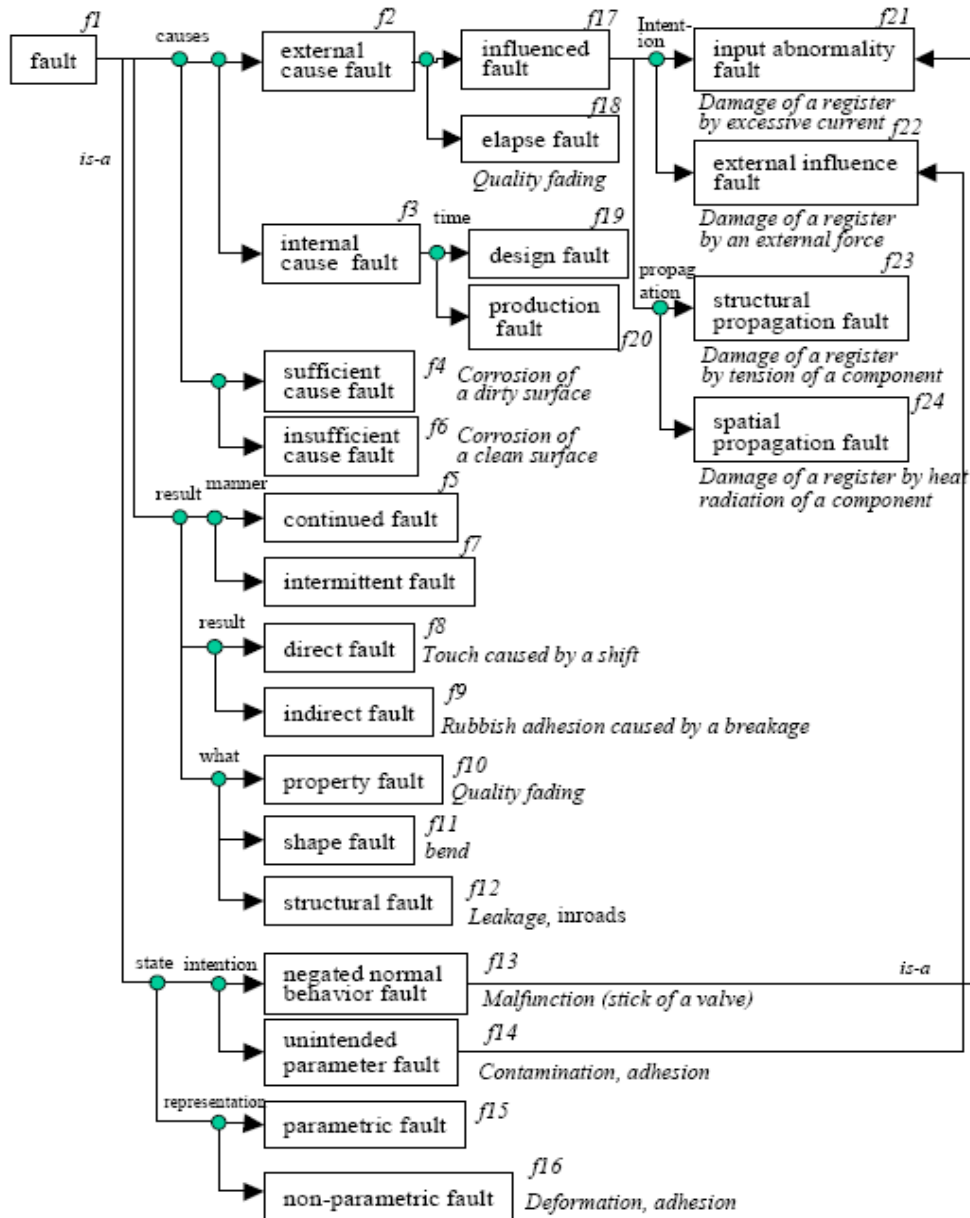 f1
fault
is-a
causes
f2
external
cause fault
f17
influenced
fault
f18
elapse fault
Quality fading
Intent-
ion
f21
input abnormality
fault
Damage of a register
by excessive current
f22
external influence
fault
Damage of a register
by an external force
f3
internal
cause fault
time
f19
design fault
production
fault
f20
propag
ation
f23
structural
propagation fault
Damage of a register
by tension of a component
f24
spatial
propagation fault
Damage of a register by heat
radiation of a component
sufficient
cause fault
f4
Corrosion of
a dirty surface
insufficient
cause fault
f6
Corrosion of
a clean surface
result
manner
f5
continued fault
f7
intermittent fault
result
f8
direct fault
Touch caused by a shift
f9
indirect fault
Rubbish adhesion caused by a breakage
what
f10
property fault
Quality fading
f11
shape fault
bend
f12
structural fault
Leakage, inroads
state
intention
f13
negated normal
behavior fault
Malfunction (stick of a valve)
is-a
f14
unintended
parameter fault
Contamination, adhesion
representation
f15
parametric fault
f16
non-parametric fault
Deformation, adhesion